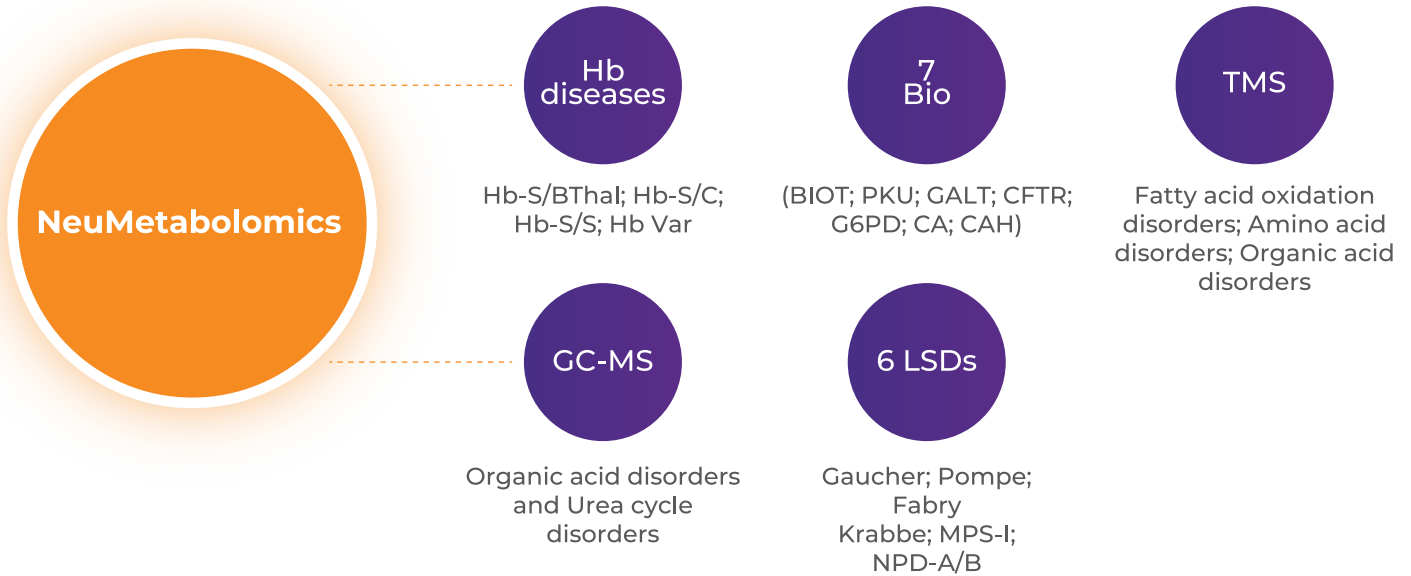 NeuMetabolomics
Hb
diseases
Hb-S/BThal; Hb-S/C;
Hb-S/S; Hb Var
7
Bio
(BIOT; PKU; GALT; CFTR;
G6PD; CA; CAH)
TMS
Fatty acid oxidation
disorders; Amino acid
disorders; Organic acid
disorders
GC-MS
Organic acid disorders
and Urea cycle
disorders
6 LSDs
Gaucher; Pompe;
Fabry
Krabbe; MPS-I;
NPD-A/B